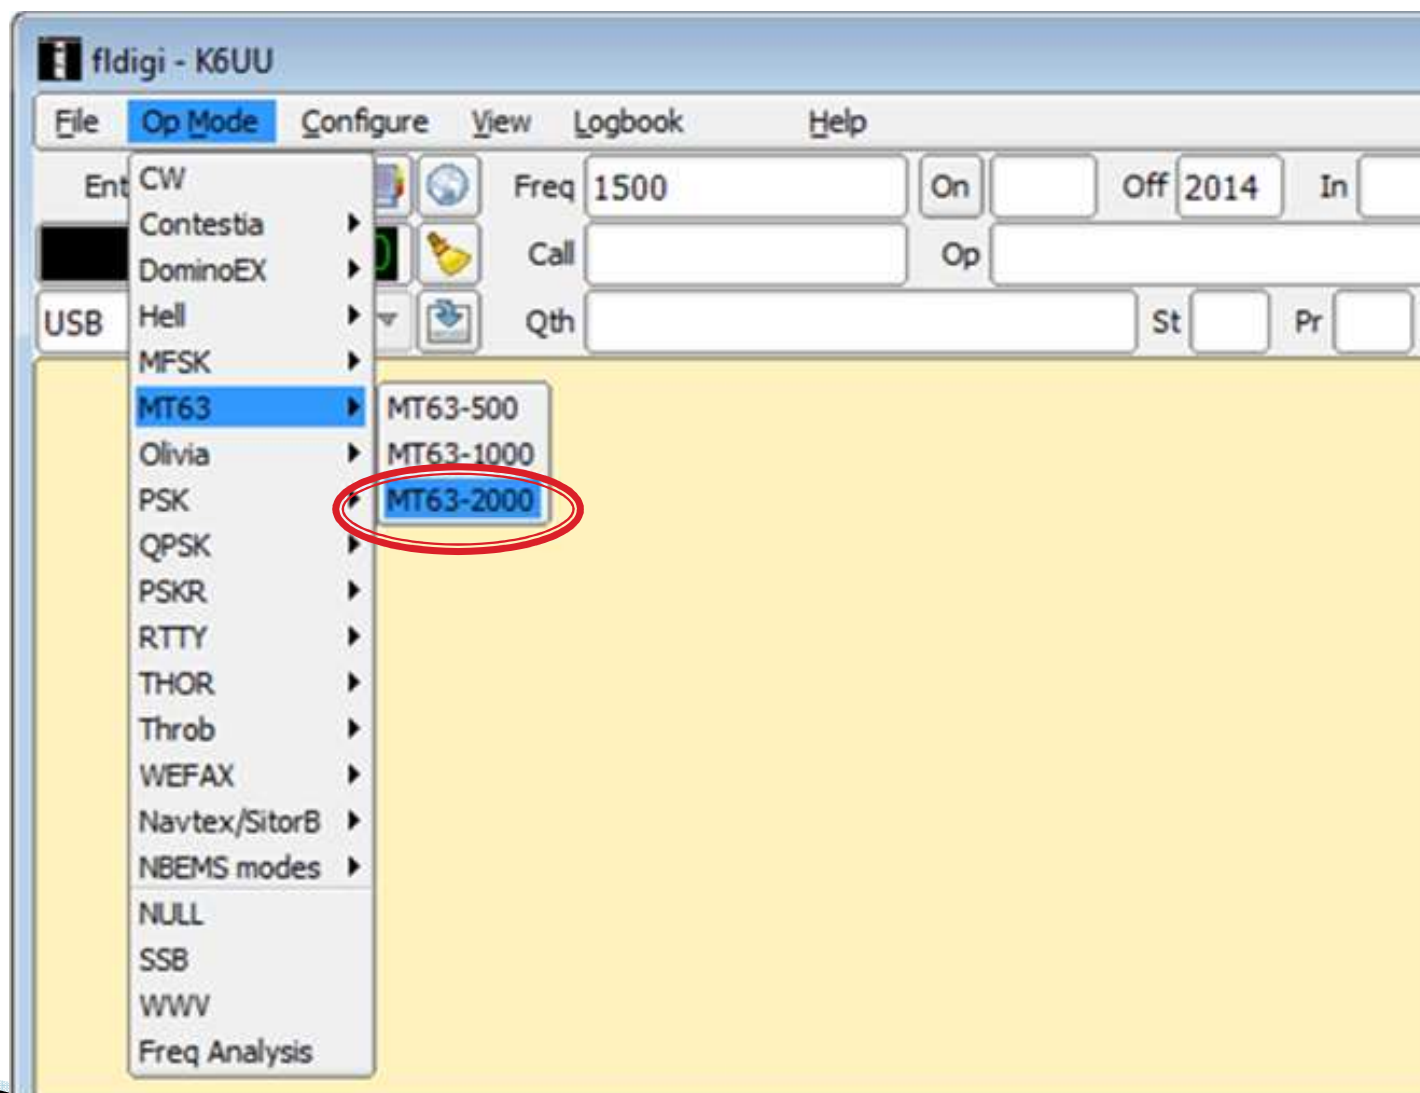 fldigi - K6UU
File Op Mode Configure View Logbook Help
Ent Freq 1500 On Off 2014 In
Call Op
USB Qth St Pr
CW
Contestia
DominoEX
Hell
MFSK
MT63
Olivia
PSK
QPSK
PSKR
RTTY
THOR
Throb
WEFAX
Navtex/SitorB
NBEMS modes
NULL
SSB
WWV
Freq Analysis
MT63-500
MT63-1000
MT63-2000